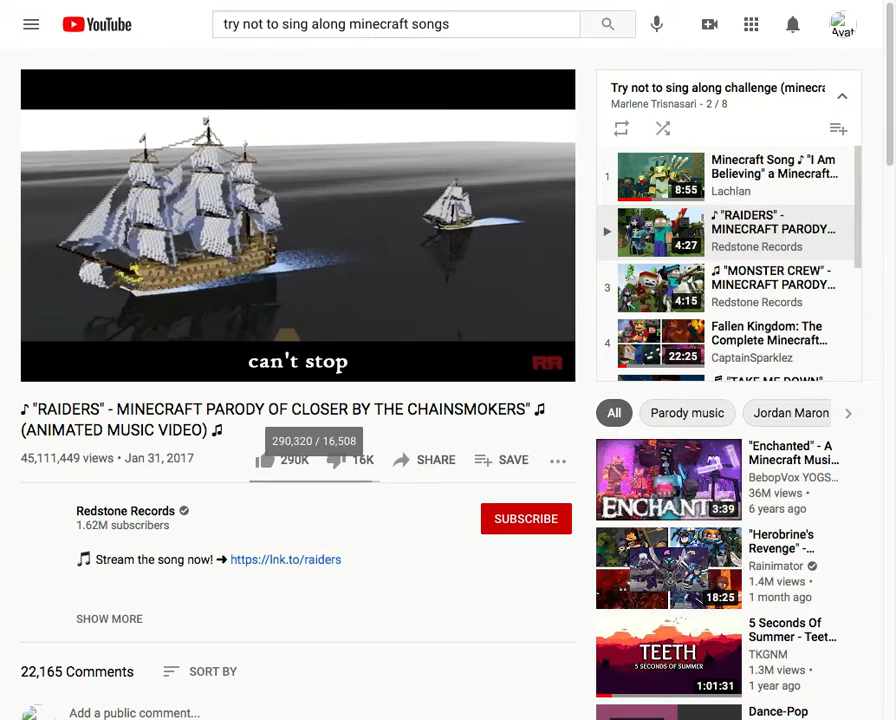 YouTube
try not to sing along minecraft songs
Avat
can't stop
RR
♪ "RAIDERS" - MINECRAFT PARODY OF CLOSER BY THE CHAINSMOKERS" ♫
(ANIMATED MUSIC VIDEO) ♫
290,320 / 16,508
45,111,449 views • Jan 31, 2017
290K
16K
SHARE
SAVE
Redstone Records
1.62M subscribers
SUBSCRIBE
Stream the song now! ➜ https://lnk.to/raiders
SHOW MORE
22,165 Comments
SORT BY
Add a public comment...
Try not to sing along challenge (minecra
Marlene Trisnasari - 2 / 8
1
8:55
Minecraft Song ♪ "I Am
Believing" a Minecraft...
Lachlan
4:27
♪ "RAIDERS" -
MINECRAFT PARODY...
Redstone Records
3
4:15
♫ "MONSTER CREW" -
MINECRAFT PARODY...
Redstone Records
4
22:25
Fallen Kingdom: The
Complete Minecraft...
CaptainSparklez
♬ "TAKE ME DOWN"
All
Parody music
Jordan Maron
ENCHANT
3:39
"Enchanted" - A
Minecraft Musi...
BebopVox YOGS...
36M views •
6 years ago
18:25
"Herobrine's
Revenge" -...
Rainimator
1.4M views •
1 month ago
TEETH
5 SECONDS OF SUMMER
1:01:31
5 Seconds Of
Summer - Teet...
TKGNM
1.3M views •
1 year ago
Dance-Pop